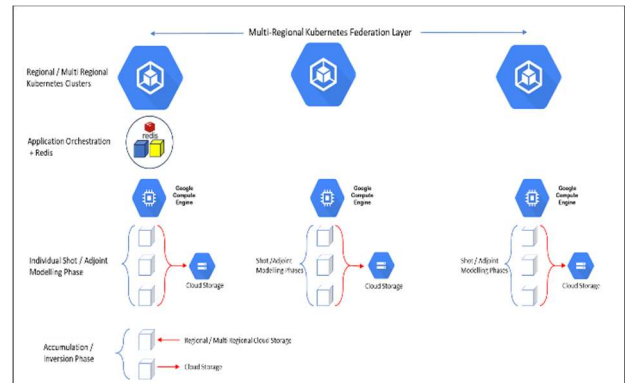 Multi-Regional Kubernetes Federation Layer
Regional / Multi Regional
Kubernetes Clusters
Application Orchestration
+ Redis
redis
Google
Compute
Engine
Google
Compute
Engine
Google
Compute
Engine
Individual Shot / Adjoint
Modelling Phase
Cloud Storage
Shot /Adjoint
Modelling Phases
Cloud Storage
Shot / Adjoint
Modelling Phases
Cloud Storage
Accumulation /
Inversion Phase
Regional / Multi Regional Cloud Storage
Cloud Storage